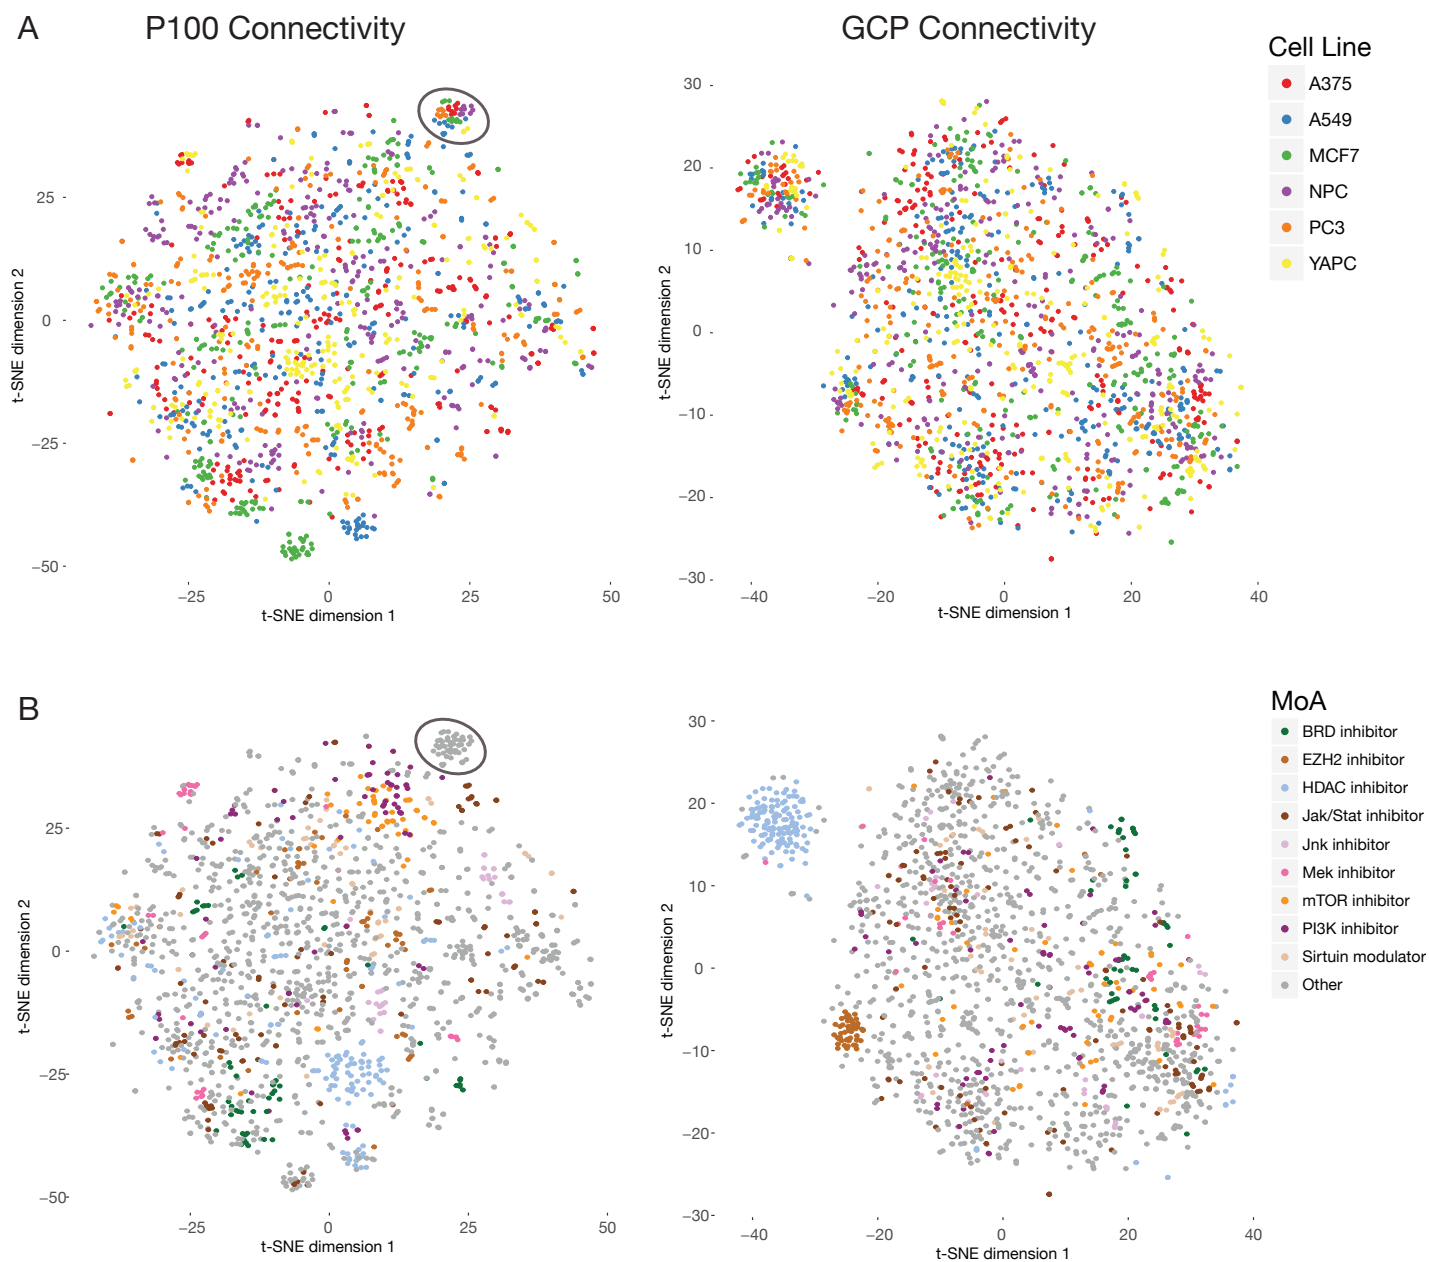 A
P100 Connectivity
GCP Connectivity
Cell Line
A375
A549
MCF7
NPC
PC3
YAPC
t-SNE dimension 2
25
0
−25
−50
−25
0
25
50
t-SNE dimension 1
t-SNE dimension 2
30
20
10
0
−10
−20
−30
−40
−20
0
20
40
t-SNE dimension 1
B
MoA
BRD inhibitor
EZH2 inhibitor
HDAC inhibitor
Jak/Stat inhibitor
Jnk inhibitor
Mek inhibitor
mTOR inhibitor
PI3K inhibitor
Sirtuin modulator
Other
t-SNE dimension 2
25
0
−25
−50
−25
0
25
50
t-SNE dimension 1
t-SNE dimension 2
30
20
10
0
−10
−20
−30
−40
−20
0
20
40
t-SNE dimension 1